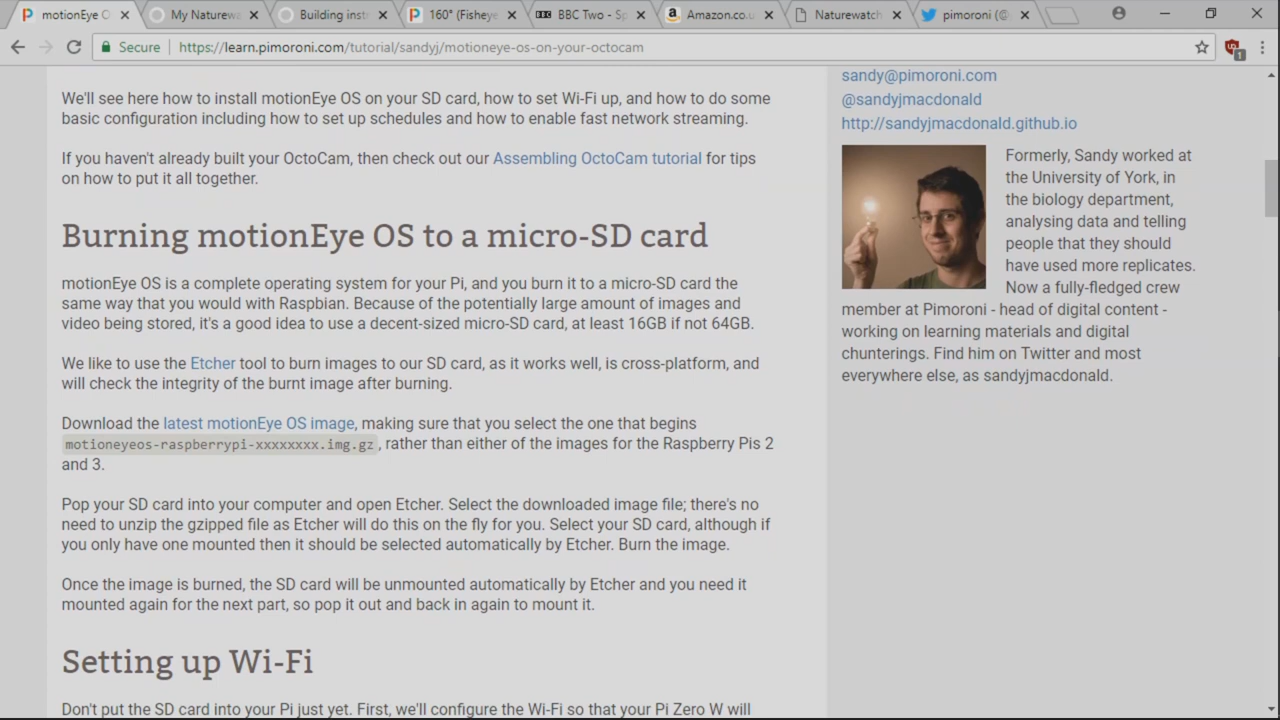 motionEye O
My Naturewa
Building instr
160° (Fisheye
BBC Two - Sp
Amazon.co.u
Naturewatch
pimoroni (@
Secure
https://learn.pimoroni.com/tutorial/sandyj/motioneye-os-on-your-octocam
1
We'll see here how to install motionEye OS on your SD card, how to set Wi-Fi up, and how to do some
basic configuration including how to set up schedules and how to enable fast network streaming.
If you haven't already built your OctoCam, then check out our Assembling OctoCam tutorial for tips
on how to put it all together.
Burning motionEye OS to a micro-SD card
motionEye OS is a complete operating system for your Pi, and you burn it to a micro-SD card the
same way that you would with Raspbian. Because of the potentially large amount of images and
video being stored, it's a good idea to use a decent-sized micro-SD card, at least 16GB if not 64GB.
We like to use the Etcher tool to burn images to our SD card, as it works well, is cross-platform, and
will check the integrity of the burnt image after burning.
Download the latest motionEye OS image, making sure that you select the one that begins
motioneyeos-raspberrypi-xxxxxxxx.img.gz, rather than either of the images for the Raspberry Pis 2
and 3.
Pop your SD card into your computer and open Etcher. Select the downloaded image file; there's no
need to unzip the gzipped file as Etcher will do this on the fly for you. Select your SD card, although if
you only have one mounted then it should be selected automatically by Etcher. Burn the image.
Once the image is burned, the SD card will be unmounted automatically by Etcher and you need it
mounted again for the next part, so pop it out and back in again to mount it.
Setting up Wi-Fi
Don't put the SD card into your Pi just yet. First, we'll configure the Wi-Fi so that your Pi Zero W will
sandy@pimoroni.com
@sandyjmacdonald
http://sandyjmacdonald.github.io
Formerly, Sandy worked at
the University of York, in
the biology department,
analysing data and telling
people that they should
have used more replicates.
Now a fully-fledged crew
member at Pimoroni - head of digital content -
working on learning materials and digital
chunterings. Find him on Twitter and most
everywhere else, as sandyjmacdonald.